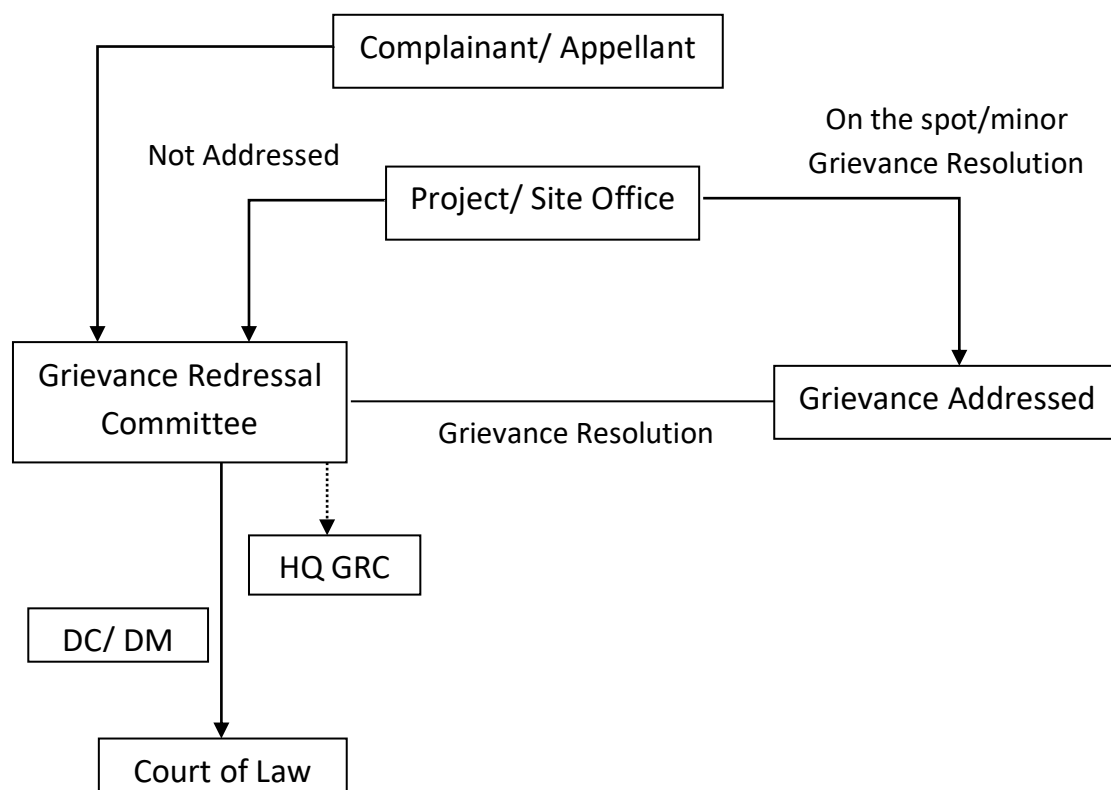 Complainant/ Appellant
On the spot/minor
Grievance Resolution
Not Addressed
Project/ Site Office
Grievance Redressal
Committee
Grievance Addressed
Grievance Resolution
HQ GRC
DC/ DM
Court of Law